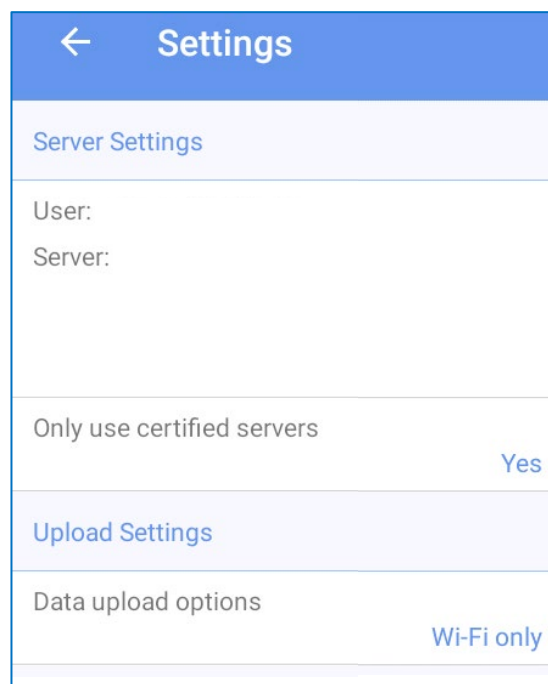 Settings
Server Settings
User:
Server:
Only use certified servers
Yes
Upload Settings
Data upload options
Wi-Fi only